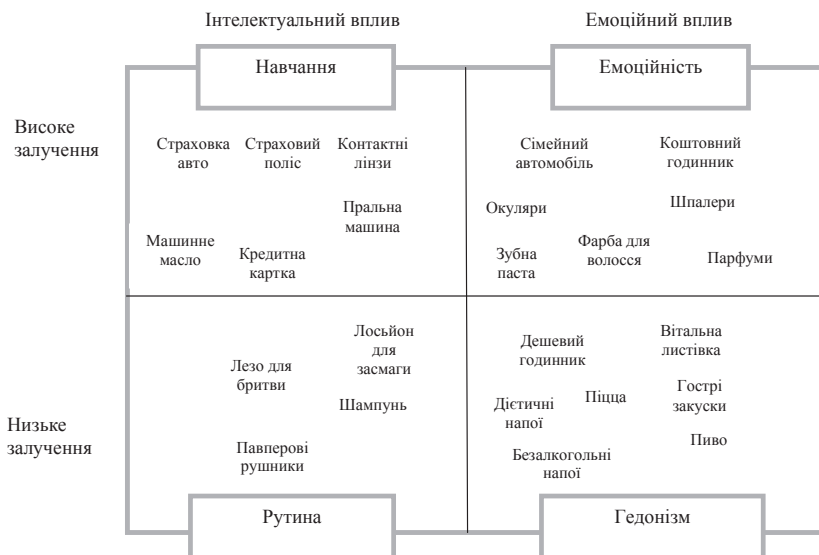 Інтелектуальний вплив
Емоційний вплив
Навчання
Емоційність
Високе
залучення
Страховка
авто
Страховий
поліс
Контактні
лінзи
Сімейний
автомобіль
Коштовний
годинник
Пральна
машина
Окуляри
Шпалери
Машинне
масло
Кредитна
картка
Зубна
паста
Фарба для
волосся
Парфуми
Низьке
залучення
Лезо для
бритви
Лосьйон
для
засмаги
Шампунь
Павперові
рушники
Дешевий
годинник
Вітальна
листівка
Дієтичні
напої
Піцца
Гострі
закуски
Безалкогольні
напої
Пиво
Рутина
Гедонізм